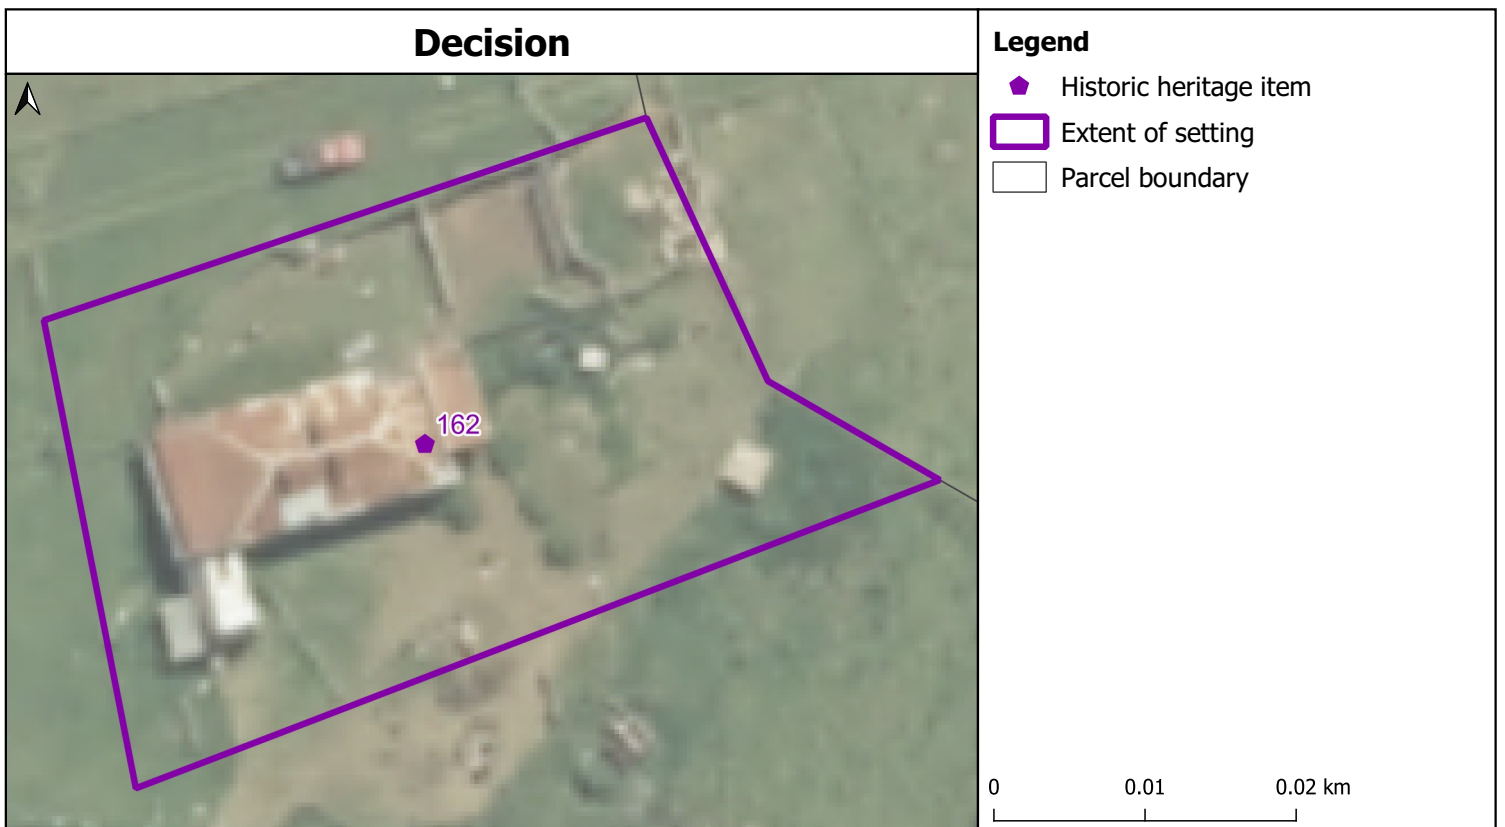 Decision
162
Legend
Historic heritage item
Extent of setting
Parcel boundary
0 0.01 0.02 km